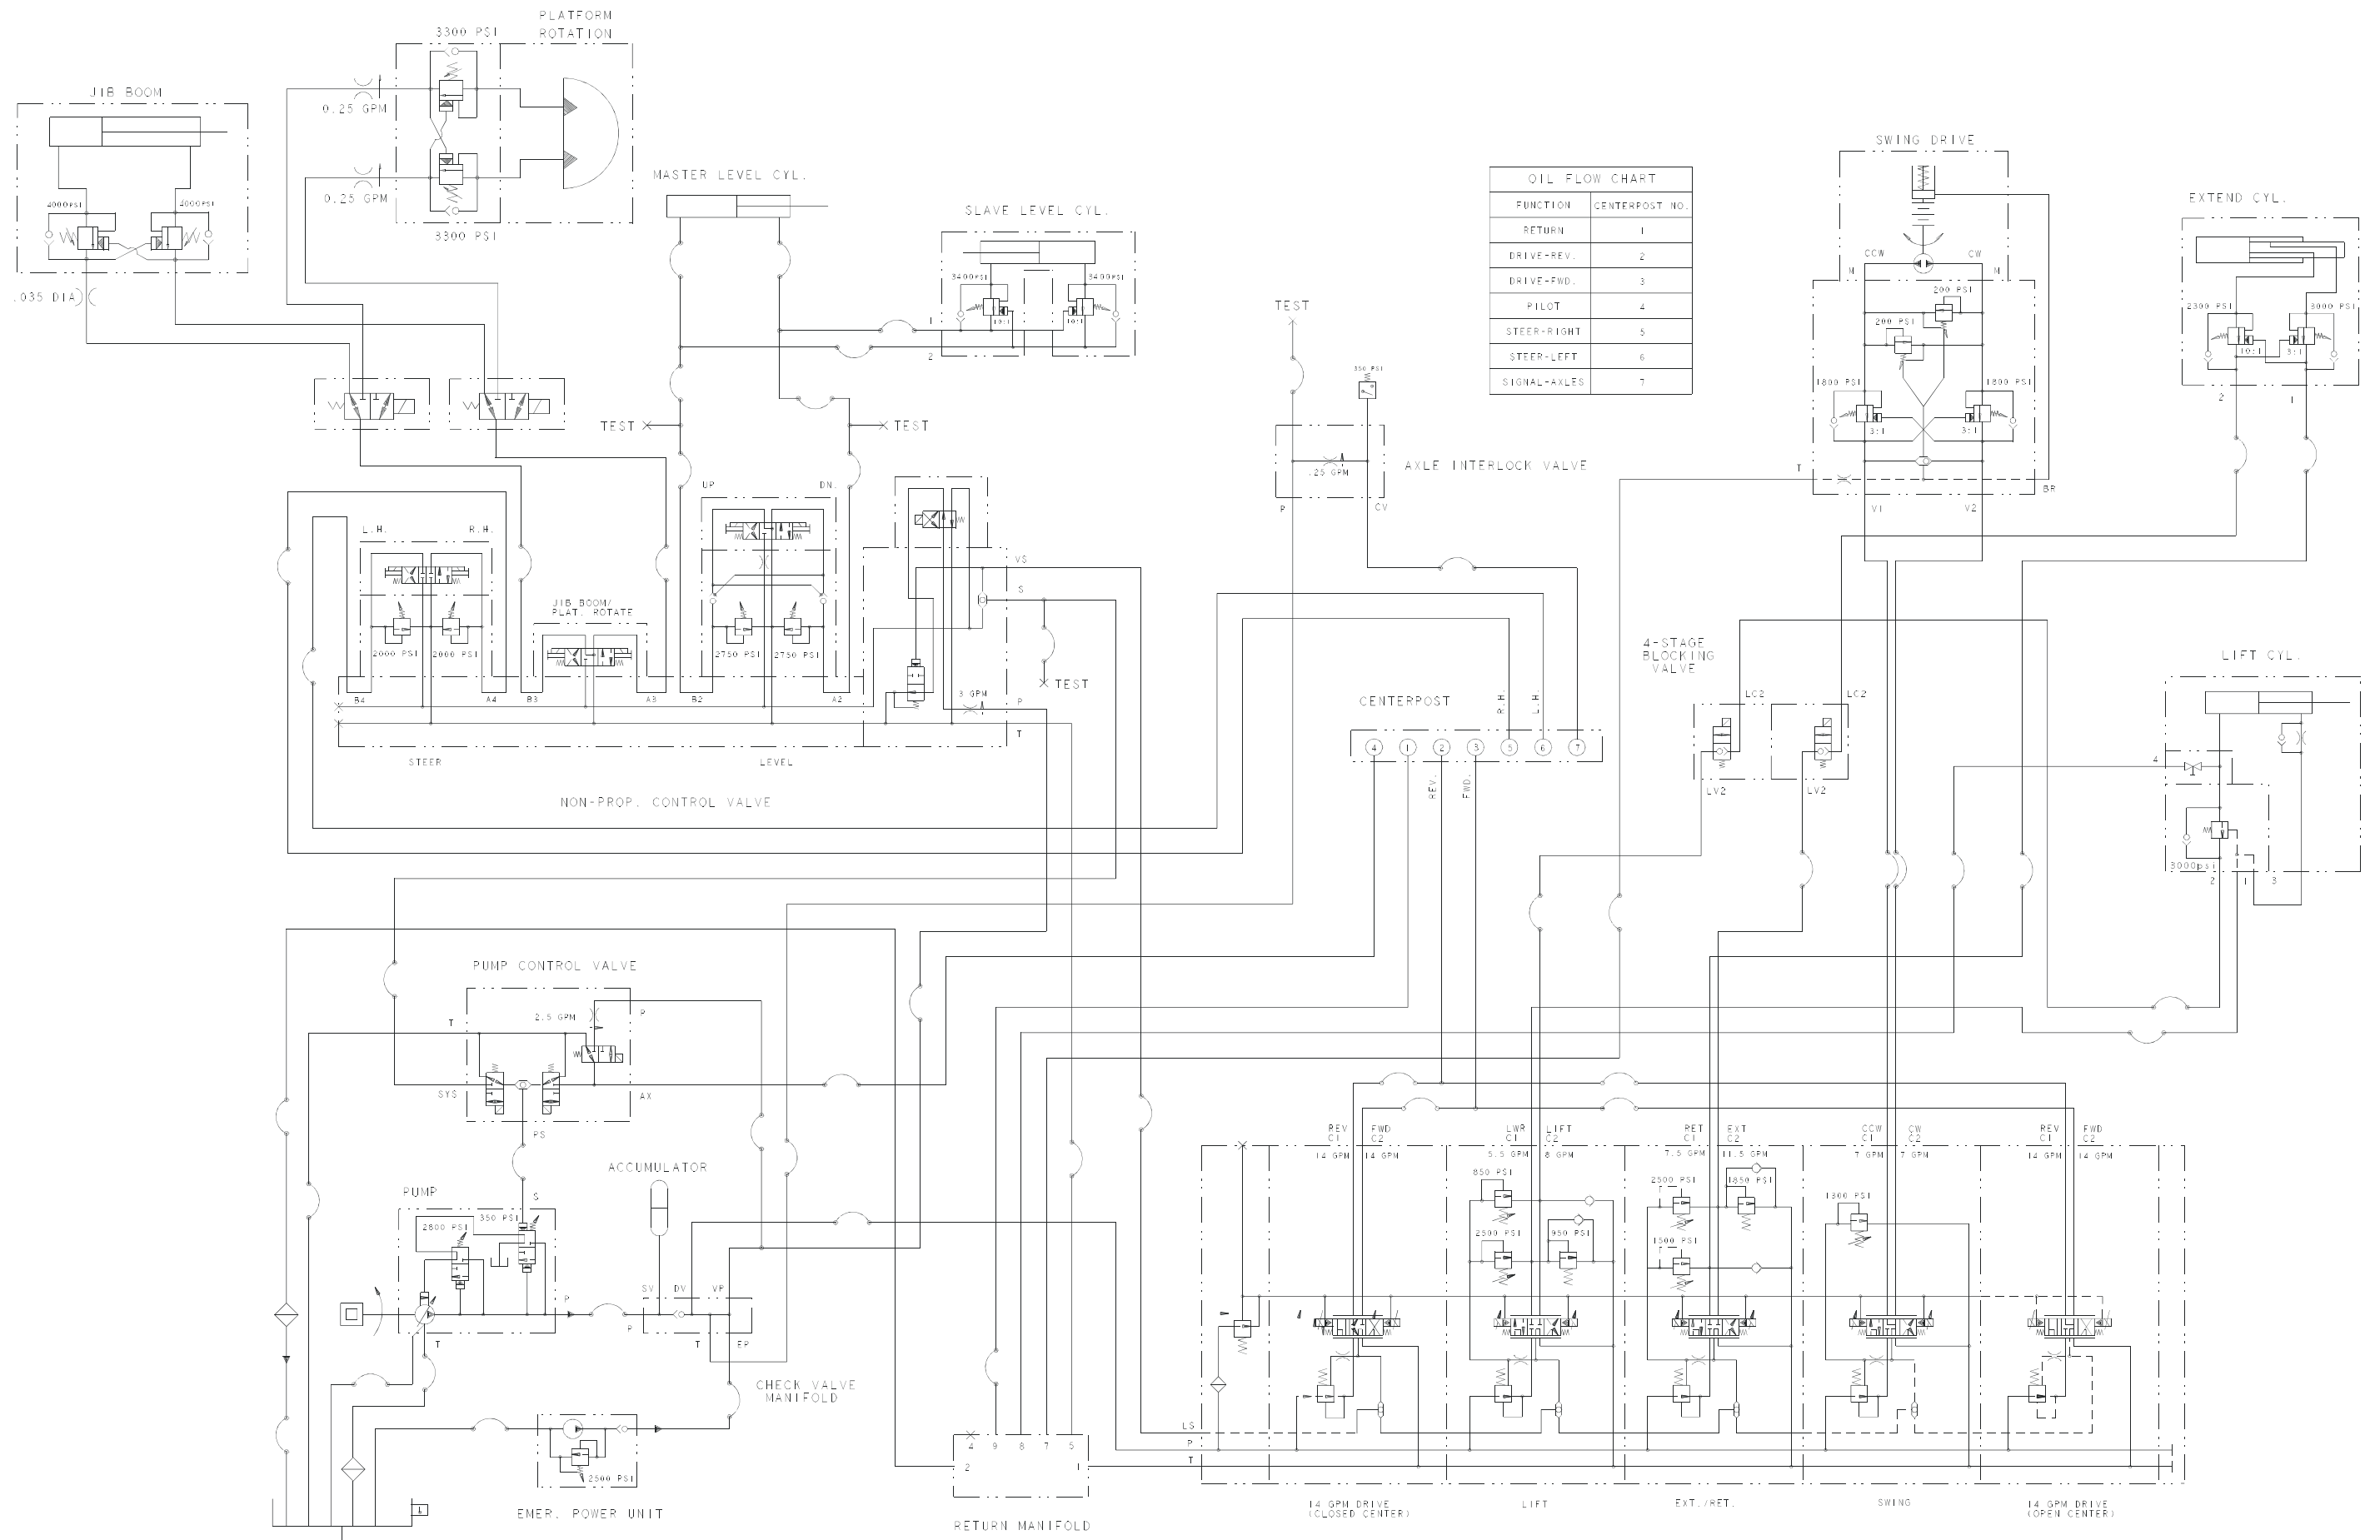 PLATFORM
ROTATION
3300 PSI
0.25 GPM
0.25 GPM
3300 PSI
JIB BOOM
4000PSI
4000PSI
.035 DIA
MASTER LEVEL CYL.
SLAVE LEVEL CYL.
3400PSI
3400PSI
10:1
10:1
1
2
TEST
TEST
TEST
350 PSI
.25 GPM
AXLE INTERLOCK VALVE
P
CV
OIL FLOW CHART
FUNCTION CENTERPOST NO.
RETURN 1
DRIVE-REV. 2
DRIVE-FWD. 3
PILOT 4
STEER-RIGHT 5
STEER-LEFT 6
SIGNAL-AXLES 7
SWING DRIVE
CCW
CW
M
M
200 PSI
200 PSI
1800 PSI
1800 PSI
3:1
3:1
T
BR
V1
V2
EXTEND CYL.
2300 PSI
3000 PSI
10:1
3:1
2
1
UP
DN.
L.H.
R.H.
2000 PSI
2000 PSI
JIB BOOM/
PLAT. ROTATE
2750 PSI
2750 PSI
VS
S
TEST
3 GPM
P
T
B4
A4
B3
A3
B2
A2
STEER
LEVEL
NON-PROP. CONTROL VALVE
4-STAGE
BLOCKING
VALVE
LC2
LC2
LV2
LV2
LIFT CYL.
4
3000psi
2
1
3
CENTERPOST
R.H.
L.H.
4
1
2
3
5
6
7
REV.
FWD.
PUMP CONTROL VALVE
T
2.5 GPM
P
SYS
AX
PS
ACCUMULATOR
PUMP
S
2800 PSI
350 PSI
P
T
P
SV
DV
VP
T
EP
CHECK VALVE
MANIFOLD
2500 PSI
EMER. POWER UNIT
4
9
8
7
5
2
1
RETURN MANIFOLD
REV
C1
FWD
C2
14 GPM
14 GPM
LWR
C1
LIFT
C2
5.5 GPM
8 GPM
850 PSI
2500 PSI
950 PSI
RET
C1
EXT
C2
7.5 GPM
11.5 GPM
2500 PSI
1850 PSI
1500 PSI
CCW
C1
CW
C2
7 GPM
7 GPM
1300 PSI
REV
C1
FWD
C2
14 GPM
14 GPM
LS
P
T
14 GPM DRIVE
(CLOSED CENTER)
LIFT
EXT./RET.
SWING
14 GPM DRIVE
(OPEN CENTER)